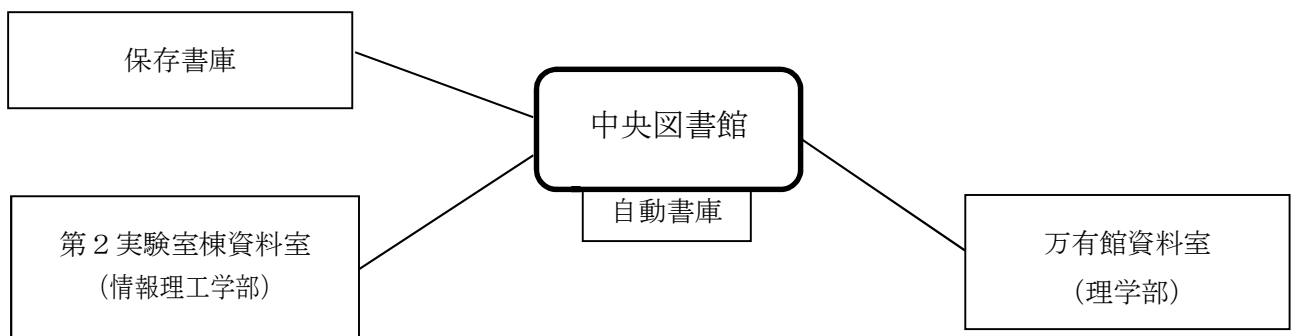 保存書庫
中央図書館
自動書庫
第２実験室棟資料室
（情報理工学部）
万有館資料室
（理学部）